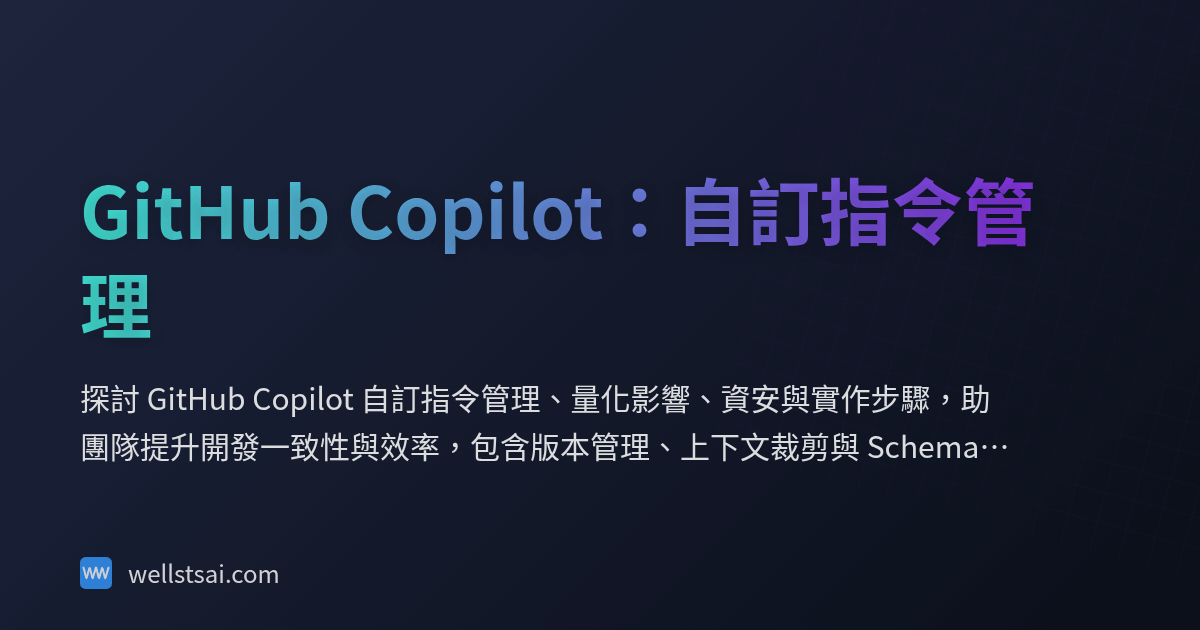 GitHub Copilot：自訂指令管
理
探討 GitHub Copilot 自訂指令管理、量化影響、資安與實作步驟，助
團隊提升開發一致性與效率，包含版本管理、上下文裁剪與 Schema…
WW wellstsai.com